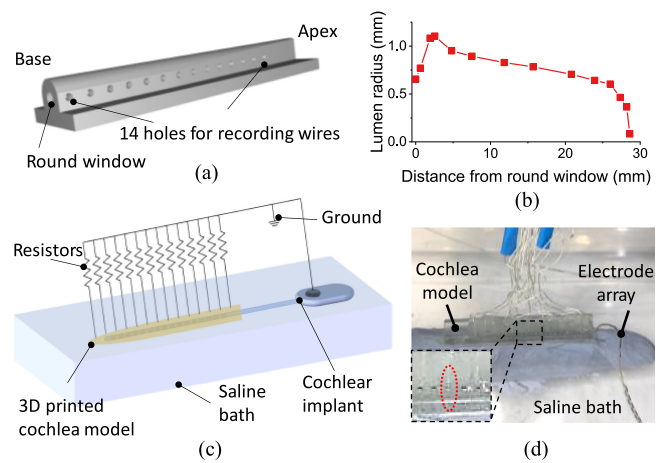 Apex
Base
14 holes for recording wires
Round window
(a)
(b)
Lumen radius (mm)
1.0
0.5
0.0
0 10 20 30
Distance from round window (mm)
Ground
Resistors
3D printed
cochlea model
Saline
bath
Cochlear
implant
(c)
Cochlea
model
Electrode
array
Saline bath
(d)